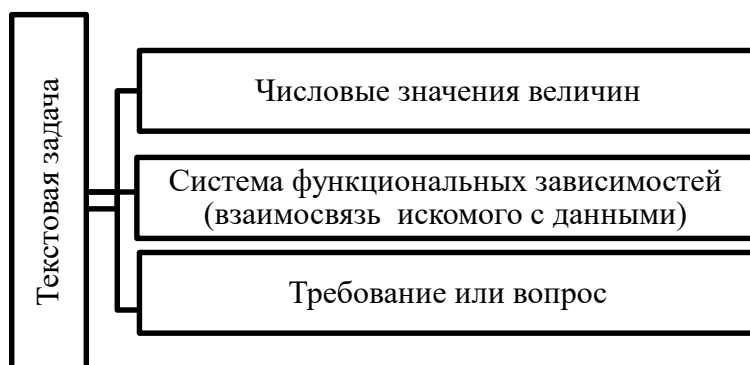 Текстовая задача
Числовые значения величин
Система функциональных зависимостей
(взаимосвязь искомого с данными)
Требование или вопрос